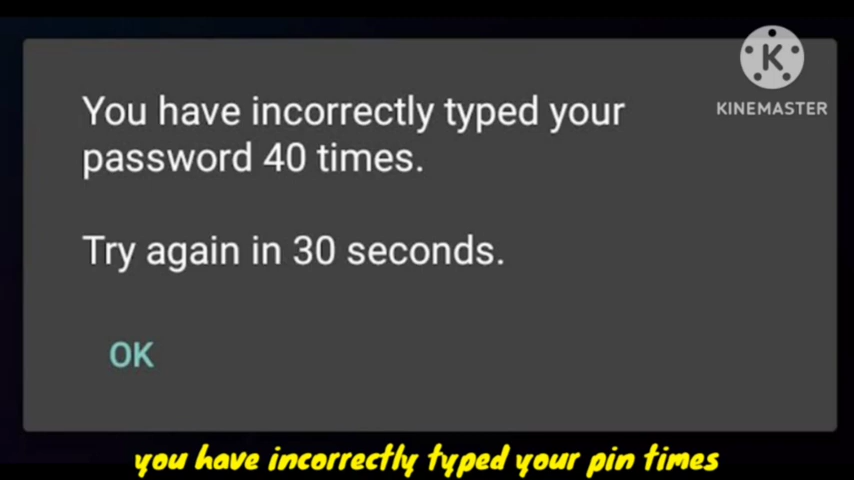 K
KINEMASTER
You have incorrectly typed your
password 40 times.
Try again in 30 seconds.
OK
you have incorrectly typed your pin times